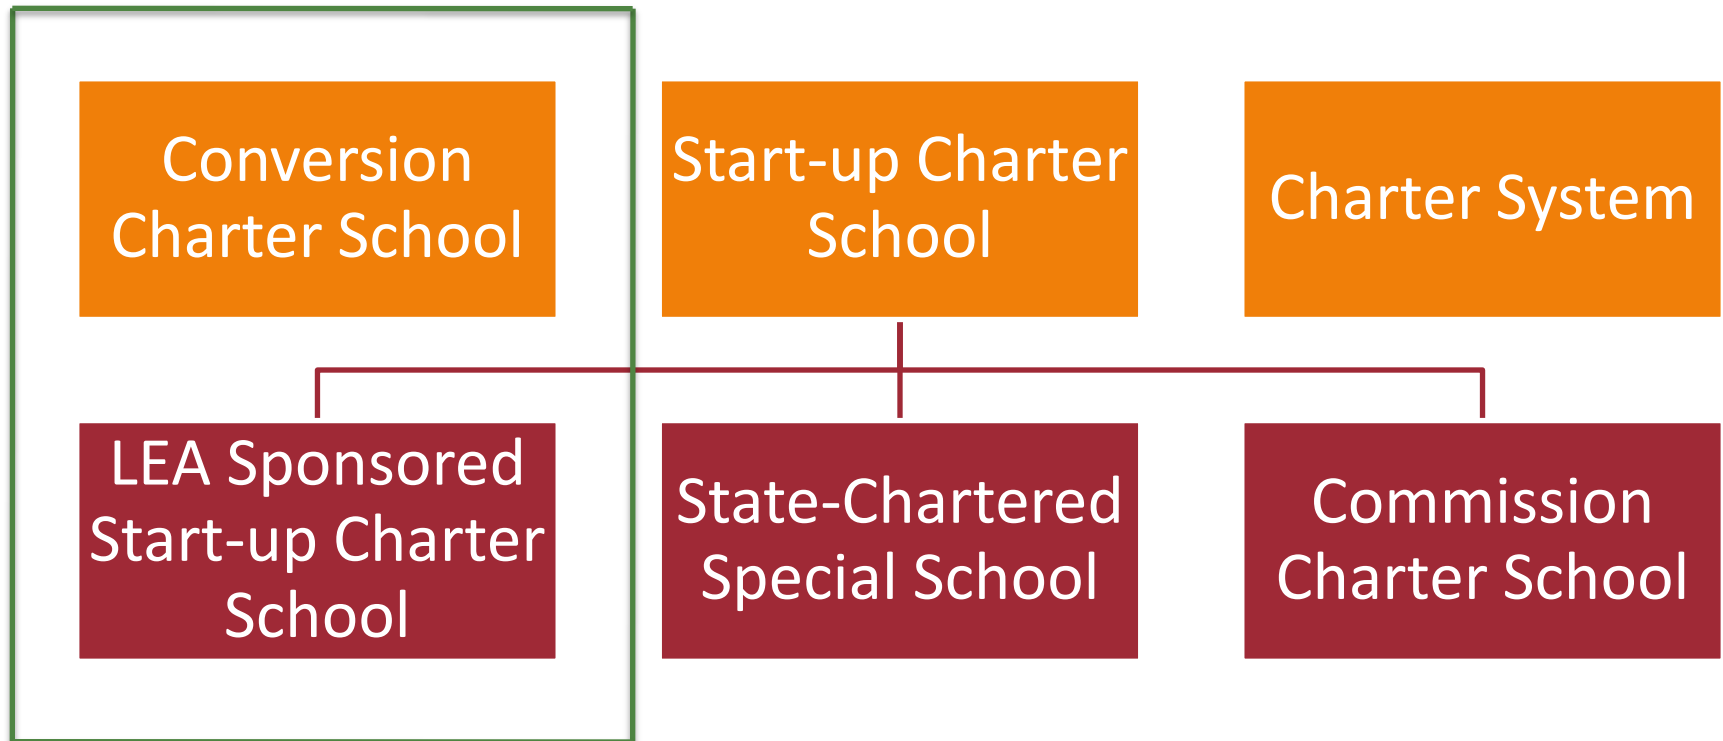 Conversion
Charter School
Start-up Charter
School
Charter System
LEA Sponsored
Start-up Charter
School
State-Chartered
Special School
Commission
Charter School